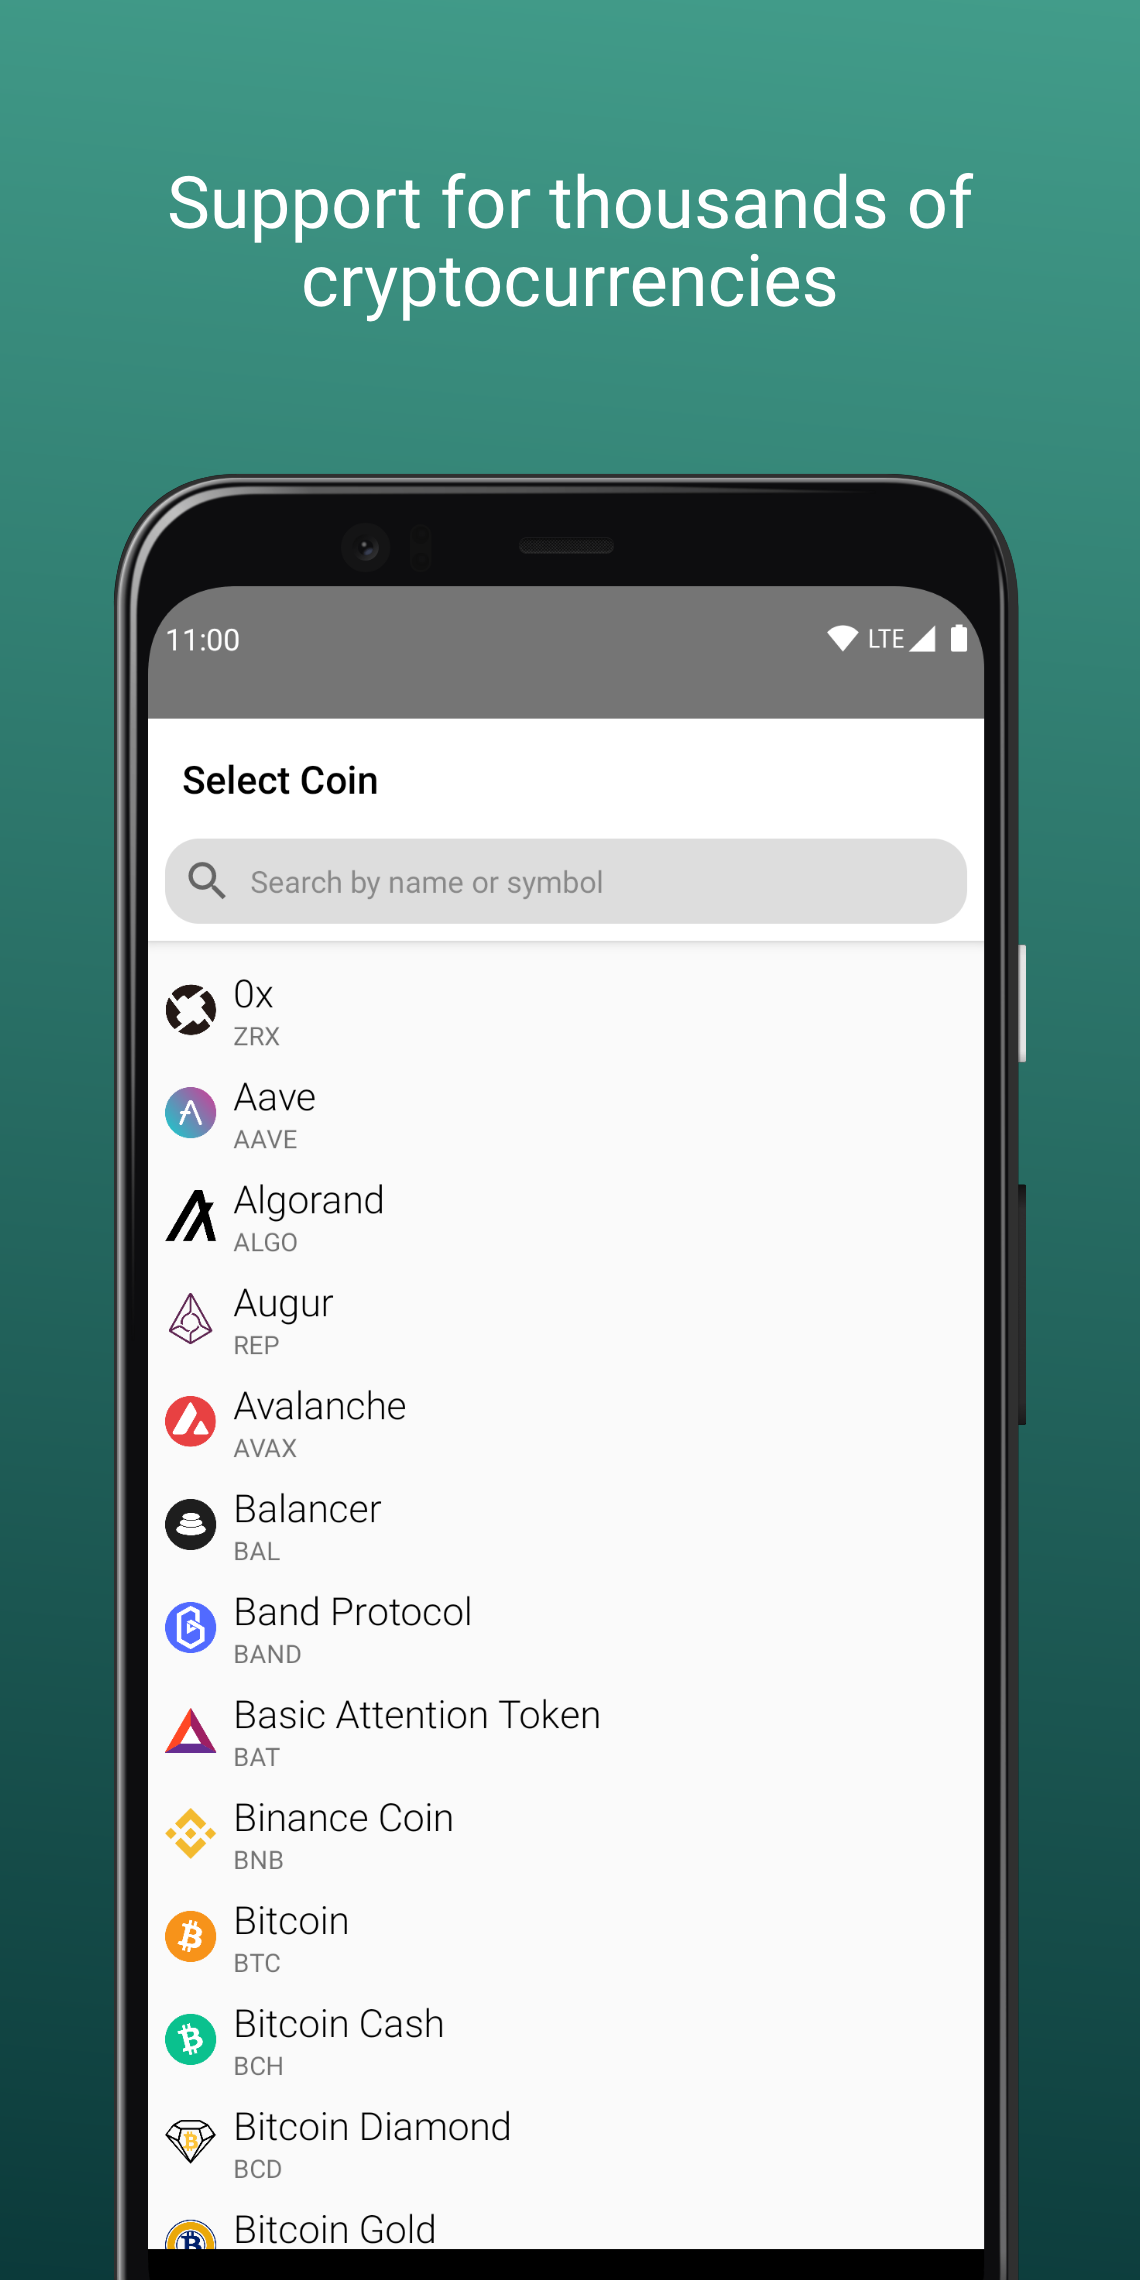 Support for thousands of
cryptocurrencies
11:00
LTE
Select Coin
Search by name or symbol
0x
ZRX
Aave
AAVE
Algorand
ALGO
Augur
REP
Avalanche
AVAX
Balancer
BAL
Band Protocol
BAND
Basic Attention Token
BAT
Binance Coin
BNB
Bitcoin
BTC
Bitcoin Cash
BCH
Bitcoin Diamond
BCD
Bitcoin Gold